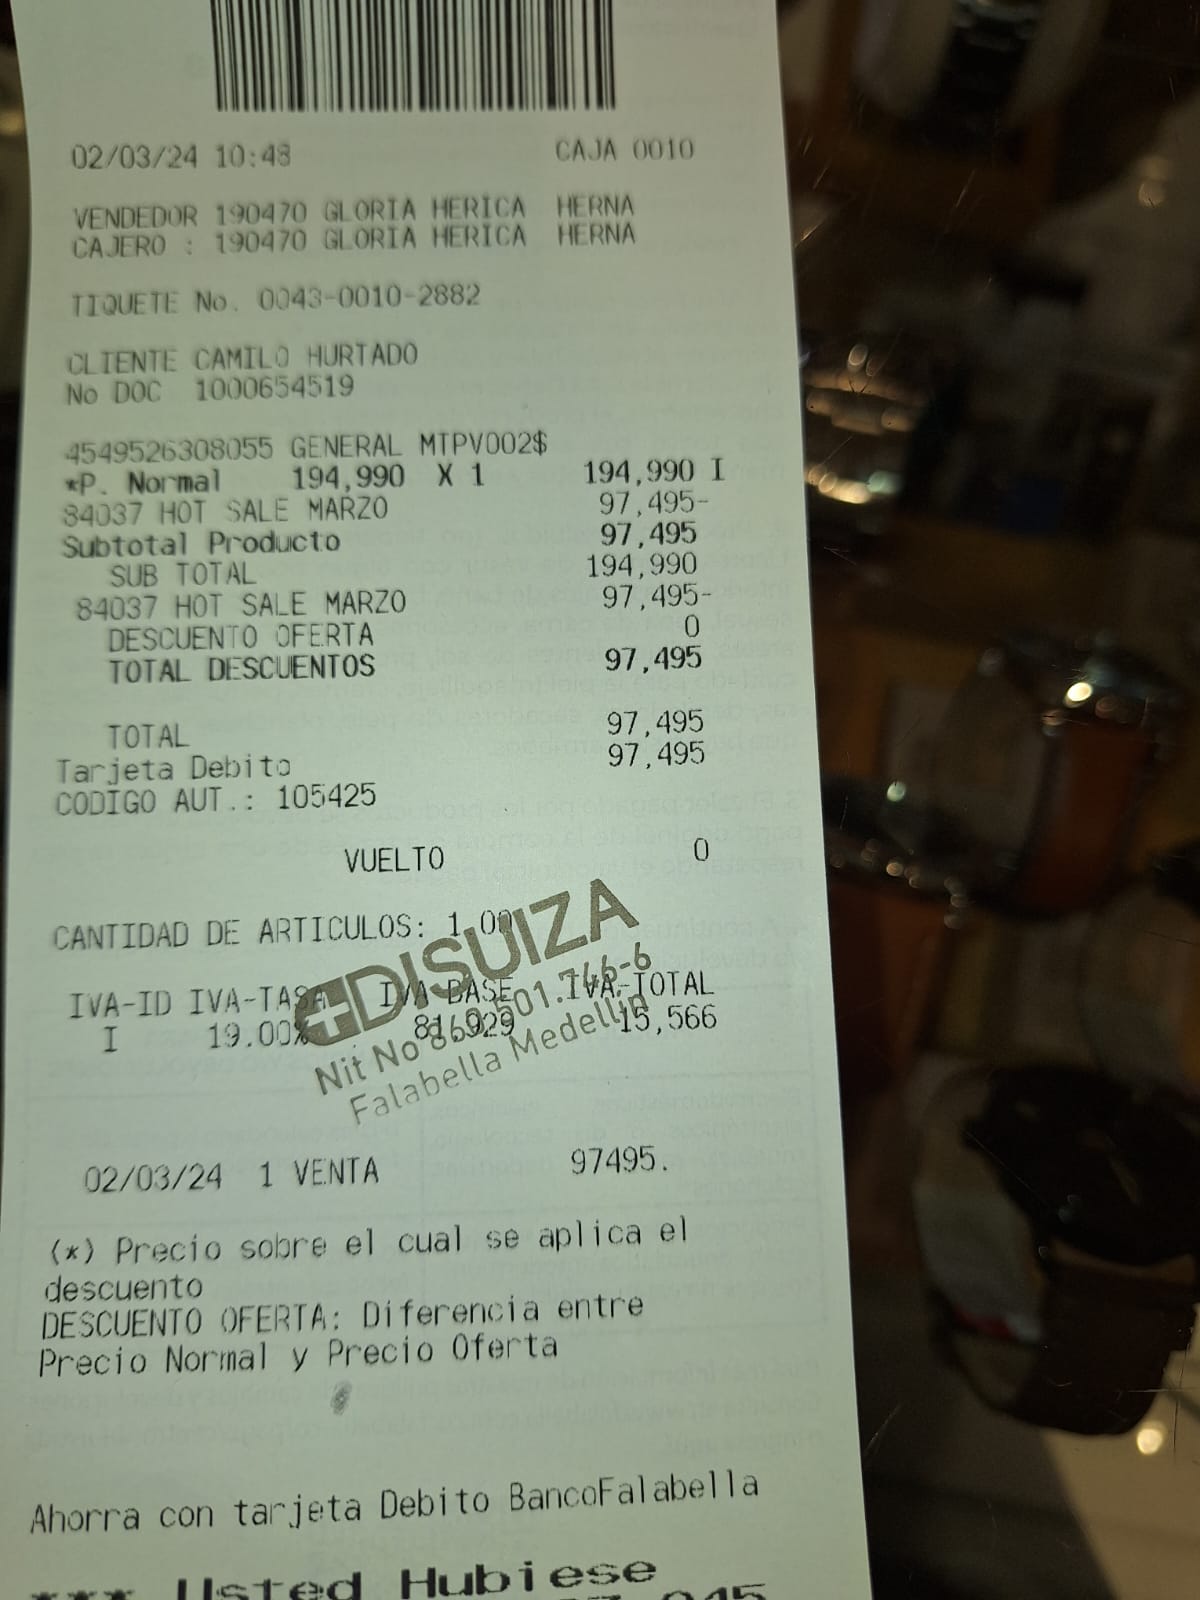 02/03/24 10:48 CAJA 0010
VENDEDOR 190470 GLORIA HERICA HERNA
CAJERO : 190470 GLORIA HERICA HERNA
TIQUETE No. 0043-0010-2882
CLIENTE CAMILO HURTADO
No DOC 1000654519
4549526308055 GENERAL MTPV002$
*P. Normal 194,990 X 1 194,990 I
84037 HOT SALE MARZO 97,495-
Subtotal Producto 97,495
SUB TOTAL 194,990
84037 HOT SALE MARZO 97,495-
DESCUENTO OFERTA 0
TOTAL DESCUENTOS 97,495
TOTAL 97,495
Tarjeta Debito 97,495
CODIGO AUT.: 105425
VUELTO 0
CANTIDAD DE ARTICULOS: 1.00
DISUIZA
IVA-ID IVA-TASA IVA-BASE IVA-TOTAL
I 19.00% 81,929 15,566
Nit No
Falabella Medellin
02/03/24 1 VENTA 97495.
(*) Precio sobre el cual se aplica el
descuento
DESCUENTO OFERTA: Diferencia entre
Precio Normal y Precio Oferta
Ahorra con tarjeta Debito BancoFalabella
*** Usted Hubiese